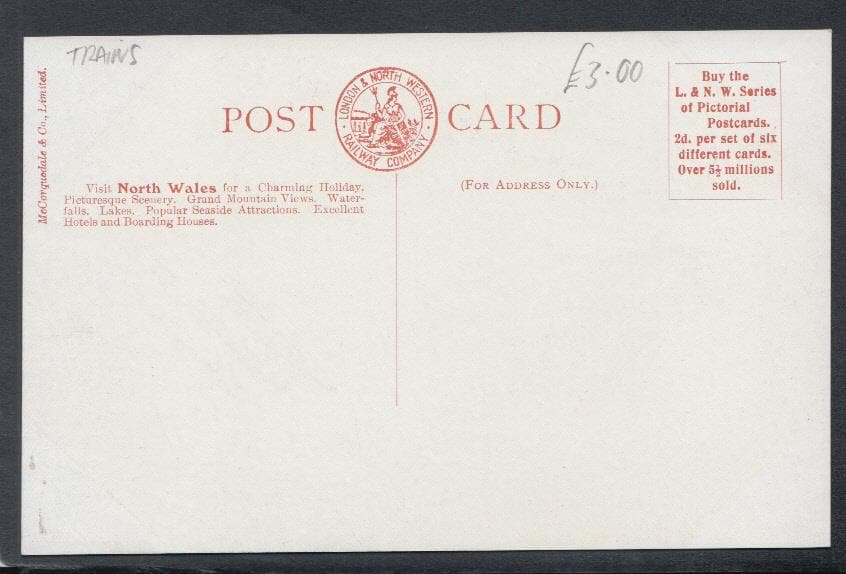 TRAINS
£3.00
McCorquodale & Co., Limited.
POST CARD
LONDON & NORTH WESTERN
· RAILWAY COMPANY ·
Buy the
L. & N. W. Series
of Pictorial
Postcards.
2d. per set of six
different cards.
Over 5½ millions
sold.
Visit North Wales for a Charming Holiday.
Picturesque Scenery. Grand Mountain Views. Water-
falls. Lakes. Popular Seaside Attractions. Excellent
Hotels and Boarding Houses.
(For Address Only.)